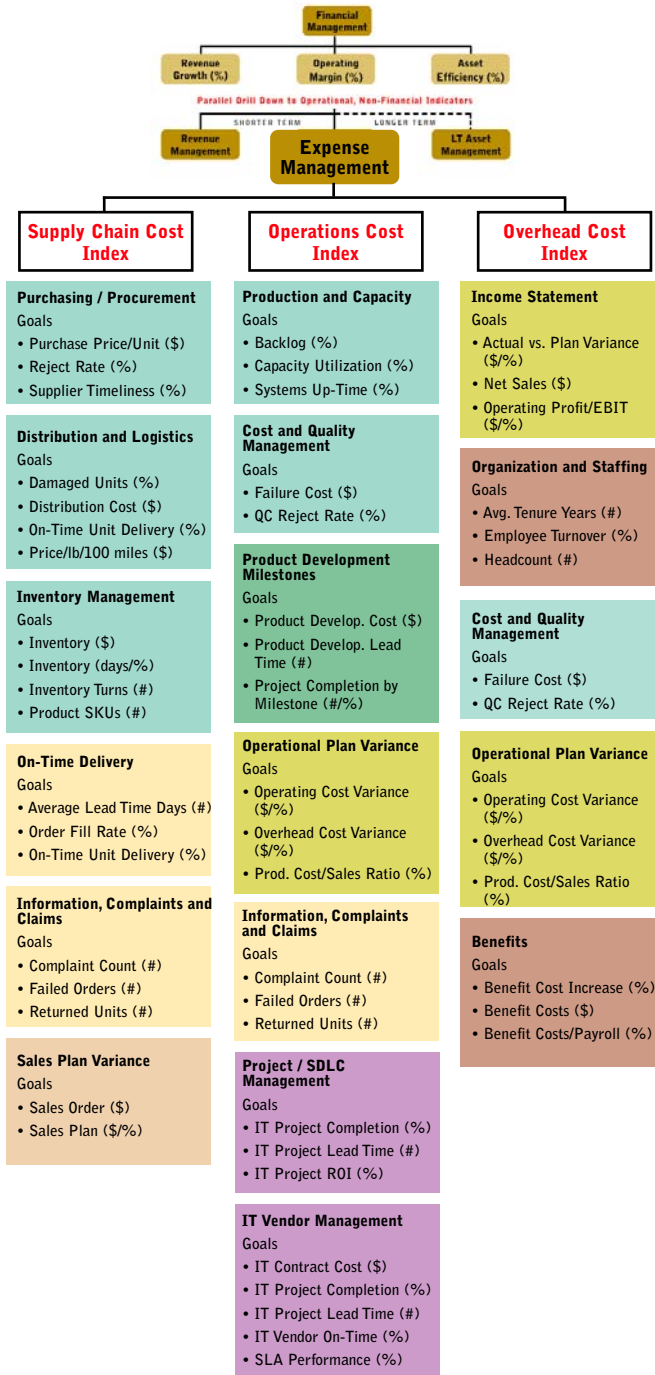 Financial
Management
Revenue
Growth (%)
Operating
Margin (%)
Asset
Efficiency (%)
Parallel Drill Down to Operational, Non-Financial Indicators
SHORTER TERM
LONGER TERM
Revenue
Management
Expense
Management
LT Asset
Management
Supply Chain Cost
Index
Operations Cost
Index
Overhead Cost
Index
Purchasing / Procurement
Goals
• Purchase Price/Unit ($)
• Reject Rate (%)
• Supplier Timeliness (%)
Distribution and Logistics
Goals
• Damaged Units (%)
• Distribution Cost ($)
• On-Time Unit Delivery (%)
• Price/lb/100 miles ($)
Inventory Management
Goals
• Inventory ($)
• Inventory (days/%)
• Inventory Turns (#)
• Product SKUs (#)
On-Time Delivery
Goals
• Average Lead Time Days (#)
• Order Fill Rate (%)
• On-Time Unit Delivery (%)
Information, Complaints and
Claims
Goals
• Complaint Count (#)
• Failed Orders (#)
• Returned Units (#)
Sales Plan Variance
Goals
• Sales Order ($)
• Sales Plan ($/%)
Production and Capacity
Goals
• Backlog (%)
• Capacity Utilization (%)
• Systems Up-Time (%)
Cost and Quality
Management
Goals
• Failure Cost ($)
• QC Reject Rate (%)
Product Development
Milestones
Goals
• Product Develop. Cost ($)
• Product Develop. Lead
Time (#)
• Project Completion by
Milestone (#/%)
Operational Plan Variance
Goals
• Operating Cost Variance
($/%)
• Overhead Cost Variance
($/%)
• Prod. Cost/Sales Ratio (%)
Information, Complaints
and Claims
Goals
• Complaint Count (#)
• Failed Orders (#)
• Returned Units (#)
Project / SDLC
Management
Goals
• IT Project Completion (%)
• IT Project Lead Time (#)
• IT Project ROI (%)
IT Vendor Management
Goals
• IT Contract Cost ($)
• IT Project Completion (%)
• IT Project Lead Time (#)
• IT Vendor On-Time (%)
• SLA Performance (%)
Income Statement
Goals
• Actual vs. Plan Variance
($/%)
• Net Sales ($)
• Operating Profit/EBIT
($/%)
Organization and Staffing
Goals
• Avg. Tenure Years (#)
• Employee Turnover (%)
• Headcount (#)
Cost and Quality
Management
Goals
• Failure Cost ($)
• QC Reject Rate (%)
Operational Plan Variance
Goals
• Operating Cost Variance
($/%)
• Overhead Cost Variance
($/%)
• Prod. Cost/Sales Ratio
(%)
Benefits
Goals
• Benefit Cost Increase (%)
• Benefit Costs ($)
• Benefit Costs/Payroll (%)